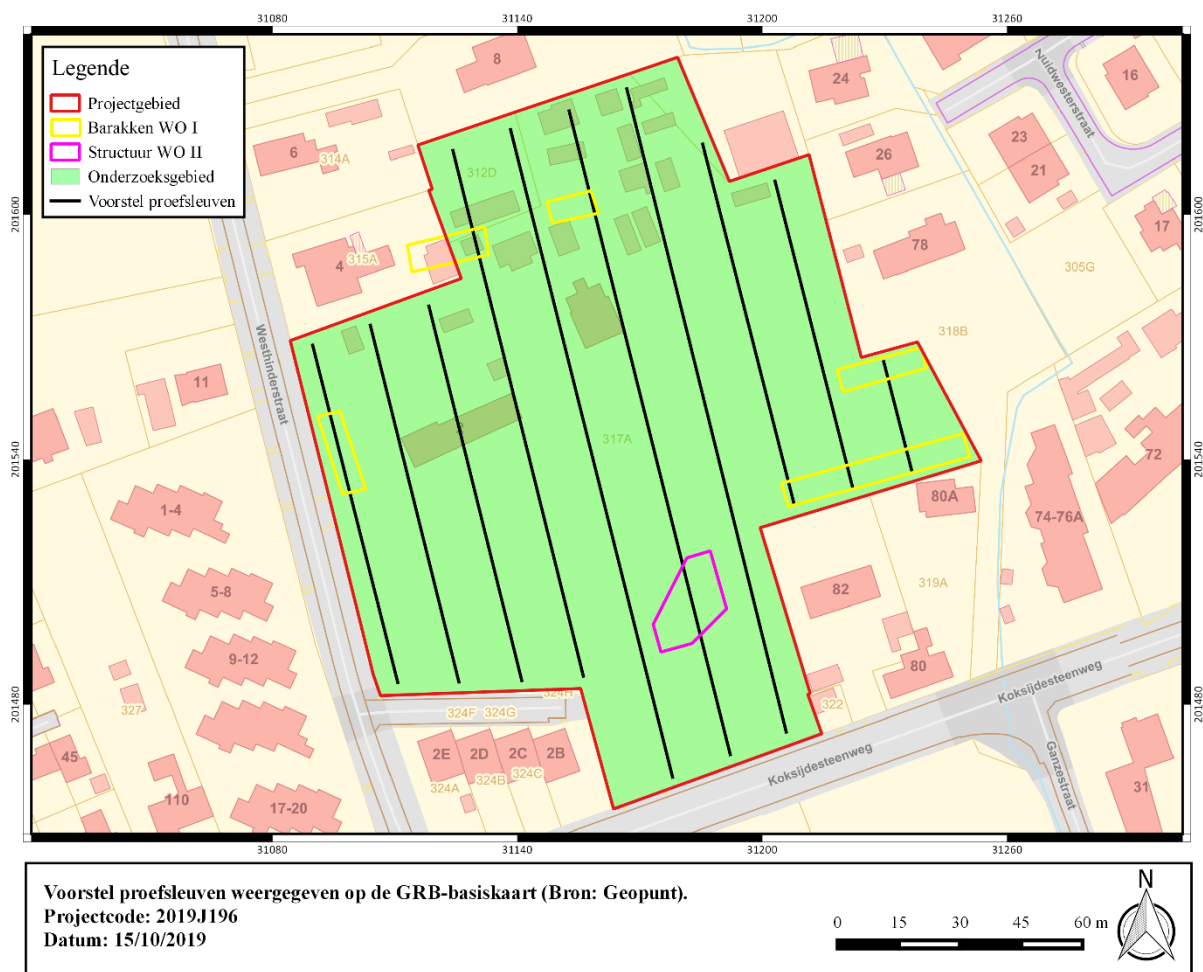 31080 31140 31200 31260
Legende
Projectgebied
Barakken WO I
Structuur WO II
Onderzoeksgebied
Voorstel proefsleuven
8
24
Nuidwesterstraat
16
6
314A
312D
26
23
21
201600
201600
17
4
315A
78
305G
Westhinderstraat
318B
11
317A
201540
201540
72
1-4
80A
74-76A
5-8
319A
82
9-12
80
Koksijdesteenweg
324H
201480
201480
327
324F 324G
322
45
2E 2D 2C 2B
Koksijdesteenweg
Ganzestraat
324A 324B 324C
110
17-20
31
31080 31140 31200 31260
Voorstel proefsleuven weergegeven op de GRB-basiskaart (Bron: Geopunt).
Projectcode: 2019J196
Datum: 15/10/2019
0 15 30 45 60 m
N